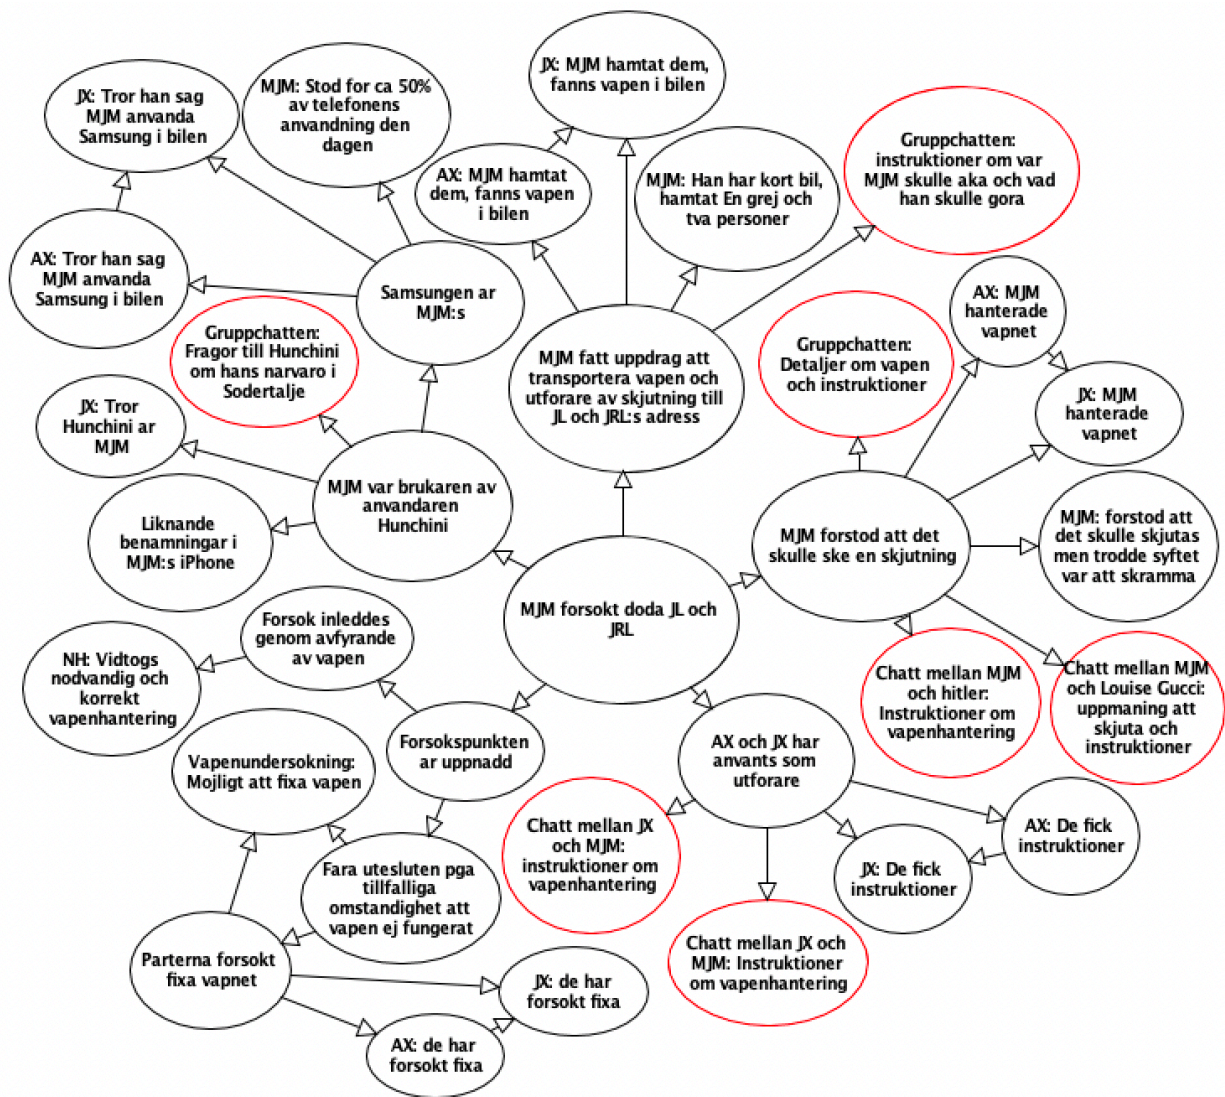 JX: MJM hamtat dem,
fanns vapen i bilen
JX: Tror han sag
MJM anvanda
Samsung i bilen
MJM: Stod for ca 50%
av telefonens
anvandning den
dagen
Gruppchatten:
instruktioner om var
MJM skulle aka och vad
han skulle gora
AX: MJM hamtat
dem, fanns vapen
i bilen
MJM: Han har kort bil,
hamtat En grej och
tva personer
AX: Tror han sag
MJM anvanda
Samsung i bilen
Samsungen ar
MJM:s
AX: MJM
hanterade
vapnet
Gruppchatten:
Fragor till Hunchini
om hans narvaro i
Sodertalje
MJM fatt uppdrag att
transportera vapen och
utforare av skjutning till
JL och JRL:s adress
Gruppchatten:
Detaljer om vapen
och instruktioner
JX: MJM
hanterade
vapnet
JX: Tror
Hunchini ar
MJM
MJM var brukaren av
anvandaren
Hunchini
Liknande
benamningar i
MJM:s iPhone
MJM forstod att det
skulle ske en skjutning
MJM: forstod att
det skulle skjutas
men trodde syftet
var att skramma
MJM forsokt doda JL och
JRL
Forsok inleddes
genom avfyrande
av vapen
NH: Vidtogs
nodvandig och
korrekt
vapenhantering
Chatt mellan MJM
och hitler:
Instruktioner om
vapenhantering
Chatt mellan MJM
och Louise Gucci:
uppmaning att
skjuta och
instruktioner
Forsokspunkten
ar uppnadd
AX och JX har
anvants som
utforare
Vapenundersokning:
Mojligt att fixa vapen
Chatt mellan JX
och MJM:
instruktioner om
vapenhantering
AX: De fick
instruktioner
JX: De fick
instruktioner
Fara utesluten pga
tillfalliga
omstandighet att
vapen ej fungerat
Parterna forsokt
fixa vapnet
Chatt mellan JX och
MJM: Instruktioner
om vapenhantering
JX: de har
forsokt fixa
AX: de har
forsokt fixa